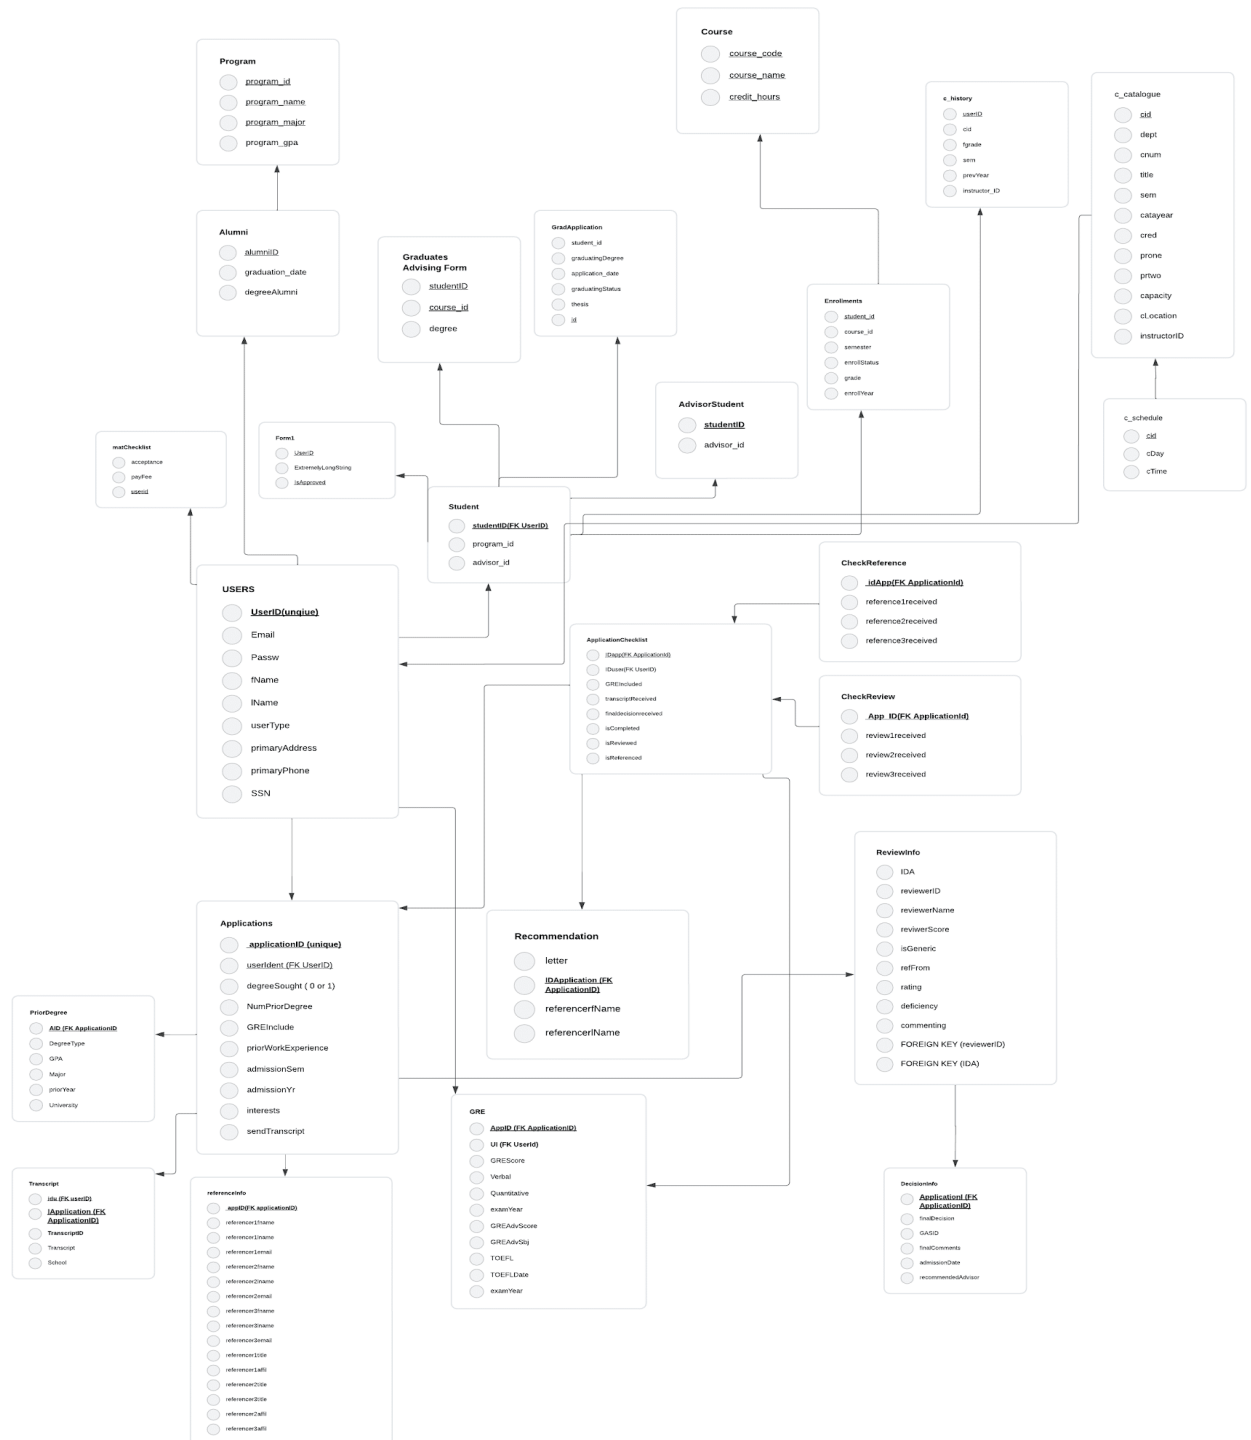 Program
program_id
program_name
program_major
program_gpa
Course
course_code
course_name
credit_hours
c_history
userID
cid
fgrade
sem
prevYear
instructor_ID
c_catalogue
cid
dept
cnum
title
sem
catayear
cred
prone
prtwo
capacity
cLocation
instructorID
Alumni
alumniID
graduation_date
degreeAlumni
Graduates
Advising Form
studentID
course_id
degree
GradApplication
student_id
graduatingDegree
application_date
graduatingStatus
thesis
id
Enrollments
student_id
course_id
semester
enrollStatus
grade
enrollYear
AdvisorStudent
studentID
advisor_id
c_schedule
cid
cDay
cTime
matChecklist
acceptance
payFee
userid
Form1
UserID
ExtremelyLongString
isApproved
Student
studentID(FK UserID)
program_id
advisor_id
USERS
UserID(unqiue)
Email
Passw
fName
lName
userType
primaryAddress
primaryPhone
SSN
CheckReference
idApp(FK ApplicationId)
reference1received
reference2received
reference3received
ApplicationChecklist
IDapp(FK ApplicationId)
IDuser(FK UserID)
GREIncluded
transcriptReceived
finaldecisionreceived
isCompleted
isReviewed
isReferenced
CheckReview
App_ID(FK ApplicationId)
review1received
review2received
review3received
ReviewInfo
IDA
reviewerID
reviewerName
reviwerScore
isGeneric
refFrom
rating
deficiency
commenting
FOREIGN KEY (reviewerID)
FOREIGN KEY (IDA)
Applications
applicationID (unique)
userIdent (FK UserID)
degreeSought ( 0 or 1)
NumPriorDegree
GREInclude
priorWorkExperience
admissionSem
admissionYr
interests
sendTranscript
Recommendation
letter
IDApplication (FK
ApplicationID)
referencerfName
referencerlName
PriorDegree
AID (FK ApplicationID
DegreeType
GPA
Major
priorYear
University
GRE
AppID (FK ApplicationID)
UI (FK UserId)
GREScore
Verbal
Quantitative
examYear
GREAdvScore
GREAdvSbj
TOEFL
TOEFLDate
examYear
Transcript
idu (FK userID)
IApplication (FK
ApplicationID)
TranscriptID
Transcript
School
referenceInfo
appID(FK applicationID)
referencer1fname
referencer1lname
referencer1email
referencer2fname
referencer2lname
referencer2email
referencer3fname
referencer3lname
referencer3email
referencer1title
referencer1affil
referencer2title
referencer3title
referencer2affil
referencer3affil
DecisionInfo
ApplicationI (FK
ApplicationID)
finalDecision
GASID
finalComments
admissionDate
recommendedAdvisor